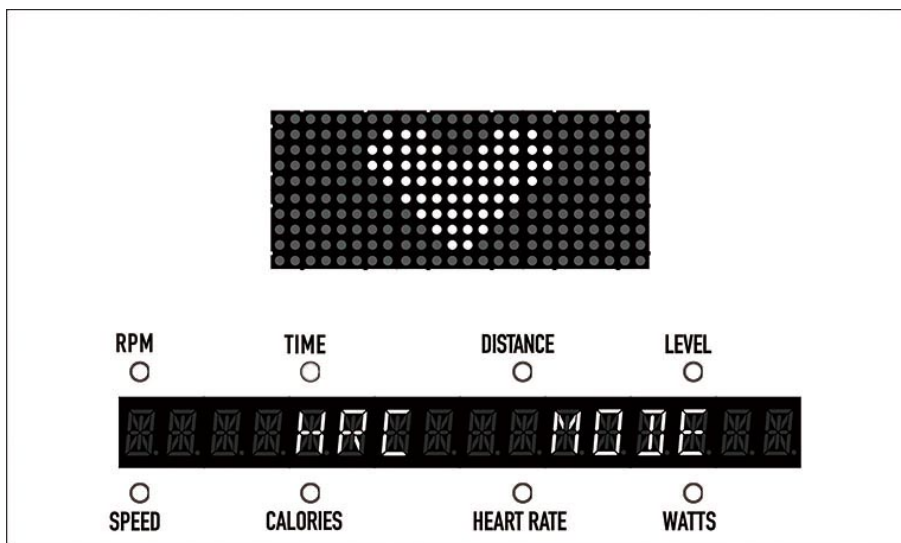 RPM TIME DISTANCE LEVEL
HRC MODE
SPEED CALORIES HEART RATE WATTS